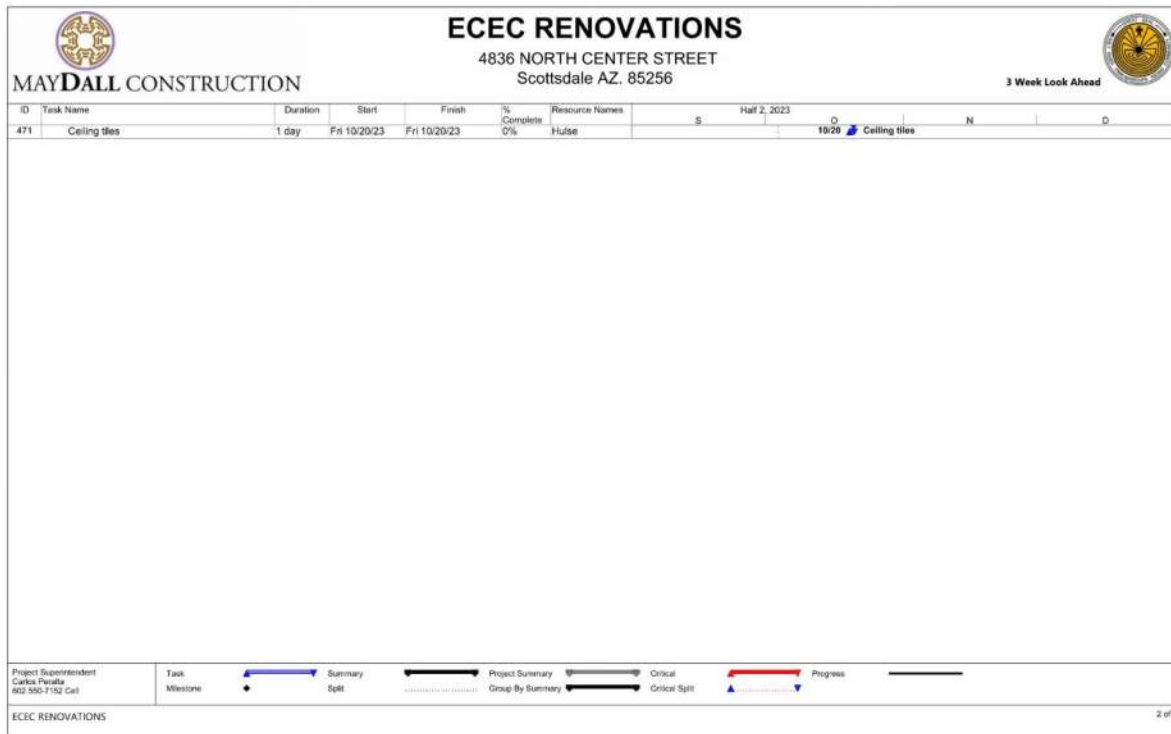 ECEC RENOVATIONS
4836 NORTH CENTER STREET
Scottsdale AZ. 85256
MAYDALL CONSTRUCTION
3 Week Look Ahead
ID Task Name Duration Start Finish % Complete Resource Names Half 2, 2023
S O N D
471 Ceiling tiles 1 day Fri 10/20/23 Fri 10/20/23 0% Hulse 10/20 Ceiling tiles
Project Superintendent
Carlos Peralta
602 550-7152 Cell
Task Summary Project Summary Critical Progress
Milestone Split Group By Summary Critical Split
ECEC RENOVATIONS
2 of